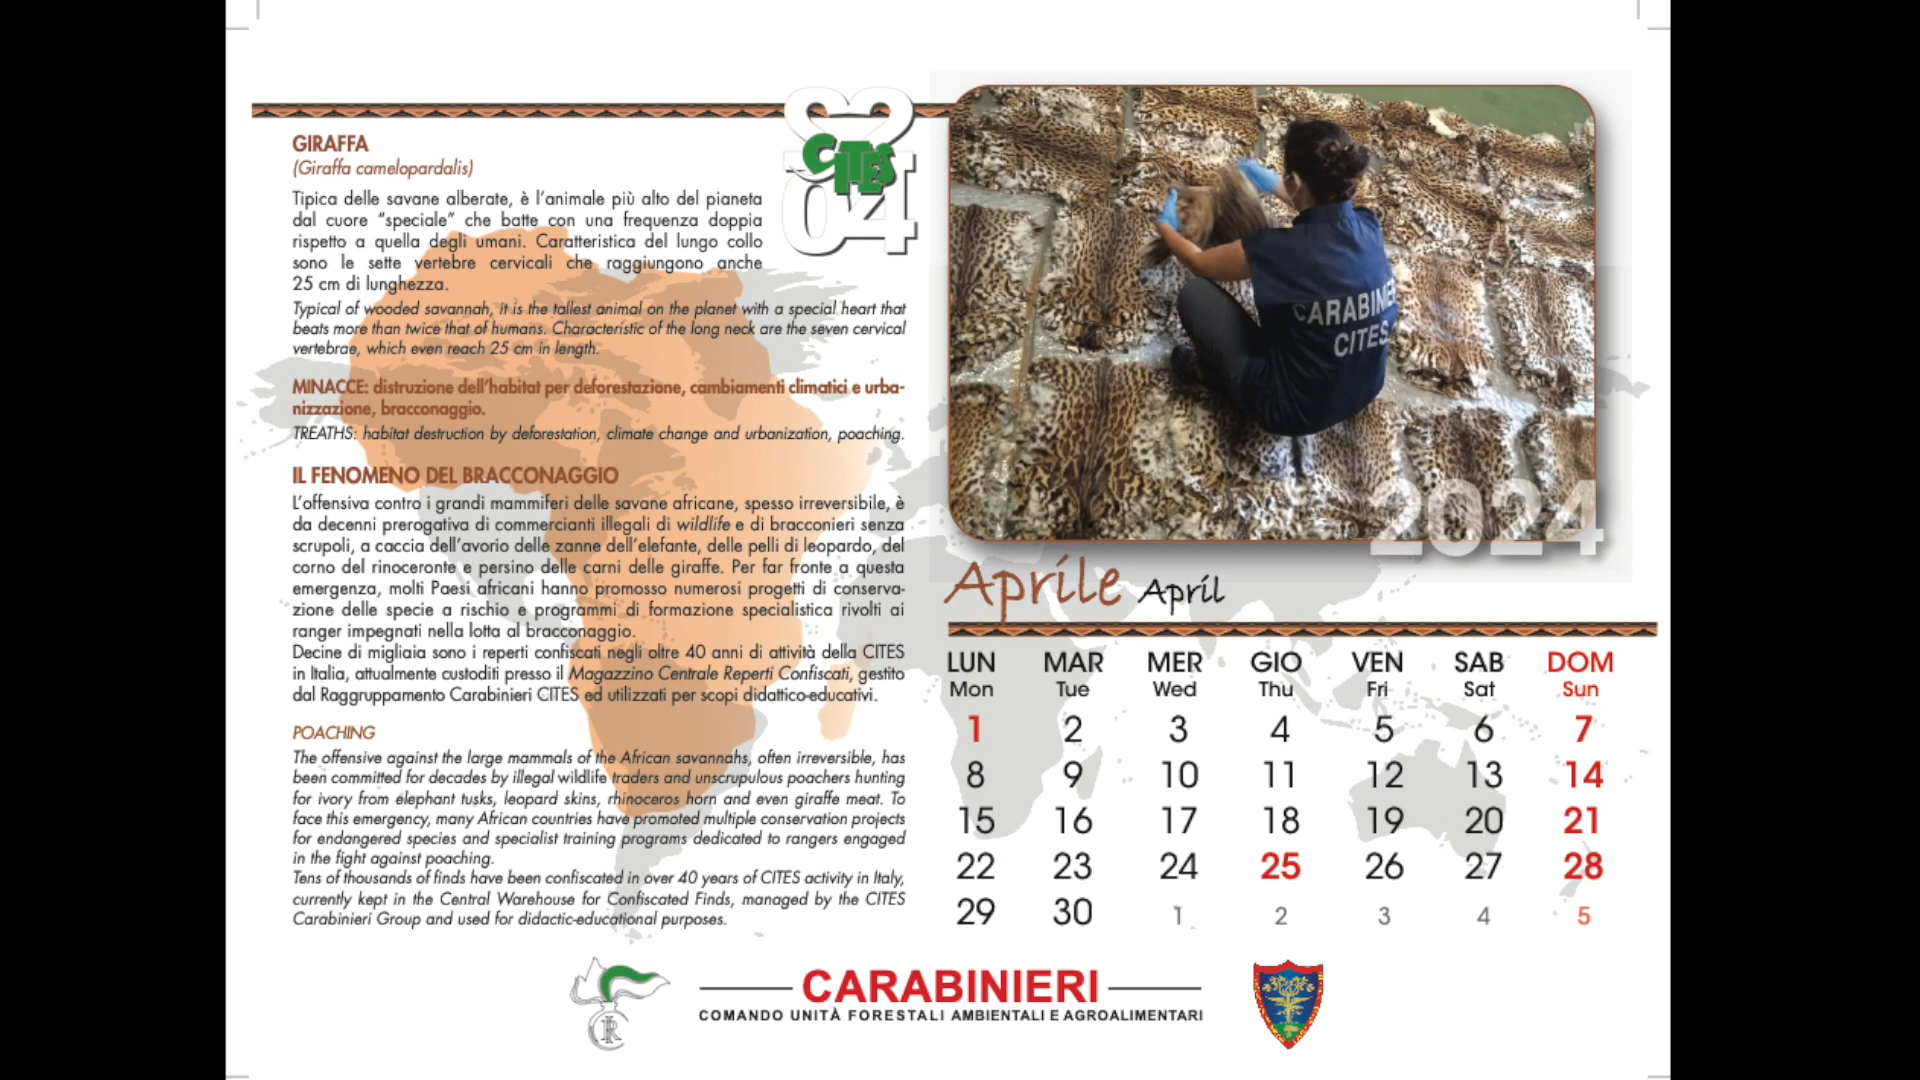 GIRAFFA
(Giraffa camelopardalis)
Tipica delle savane alberate, è l'animale più alto del pianeta
dal cuore “speciale” che batte con una frequenza doppia
rispetto a quella degli umani. Caratteristica del lungo collo
sono le sette vertebre cervicali che raggiungono anche
25 cm di lunghezza.
Typical of wooded savannah, it is the tallest animal on the planet with a special heart that
beats more than twice that of humans. Characteristic of the long neck are the seven cervical
vertebrae, which even reach 25 cm in length.
MINACCE: distruzione dell'habitat per deforestazione, cambiamenti climatici e urba-
nizzazione, bracconaggio.
TREATHS: habitat destruction by deforestation, climate change and urbanization, poaching.
IL FENOMENO DEL BRACCONAGGIO
L'offensiva contro i grandi mammiferi delle savane africane, spesso irreversibile, è
da decenni prerogativa di commercianti illegali di wildlife e di bracconieri senza
scrupoli, a caccia dell'avorio delle zanne dell'elefante, delle pelli di leopardo, del
corno del rinoceronte e persino delle carni delle giraffe. Per far fronte a questa
emergenza, molti Paesi africani hanno promosso numerosi progetti di conserva-
zione delle specie a rischio e programmi di formazione specialistica rivolti ai
ranger impegnati nella lotta al bracconaggio.
Decine di migliaia sono i reperti confiscati negli oltre 40 anni di attività della CITES
in Italia, attualmente custoditi presso il Magazzino Centrale Reperti Confiscati, gestito
dal Raggruppamento Carabinieri CITES ed utilizzati per scopi didattico-educativi.
POACHING
The offensive against the large mammals of the African savannahs, often irreversible, has
been committed for decades by illegal wildlife traders and unscrupulous poachers hunting
for ivory from elephant tusks, leopard skins, rhinoceros horn and even giraffe meat. To
face this emergency, many African countries have promoted multiple conservation projects
for endangered species and specialist training programs dedicated to rangers engaged
in the fight against poaching.
Tens of thousands of finds have been confiscated in over 40 years of CITES activity in Italy,
currently kept in the Central Warehouse for Confiscated Finds, managed by the CITES
Carabinieri Group and used for didactic-educational purposes.
CITES
04
CARABINIE
CITES
2024
Aprile April
LUN MAR MER GIO VEN SAB DOM
Mon Tue Wed Thu Fri Sat Sun
1 2 3 4 5 6 7
8 9 10 11 12 13 14
15 16 17 18 19 20 21
22 23 24 25 26 27 28
29 30 1 2 3 4 5
CARABINIERI
COMANDO UNITÀ FORESTALI AMBIENTALI E AGROALIMENTARI